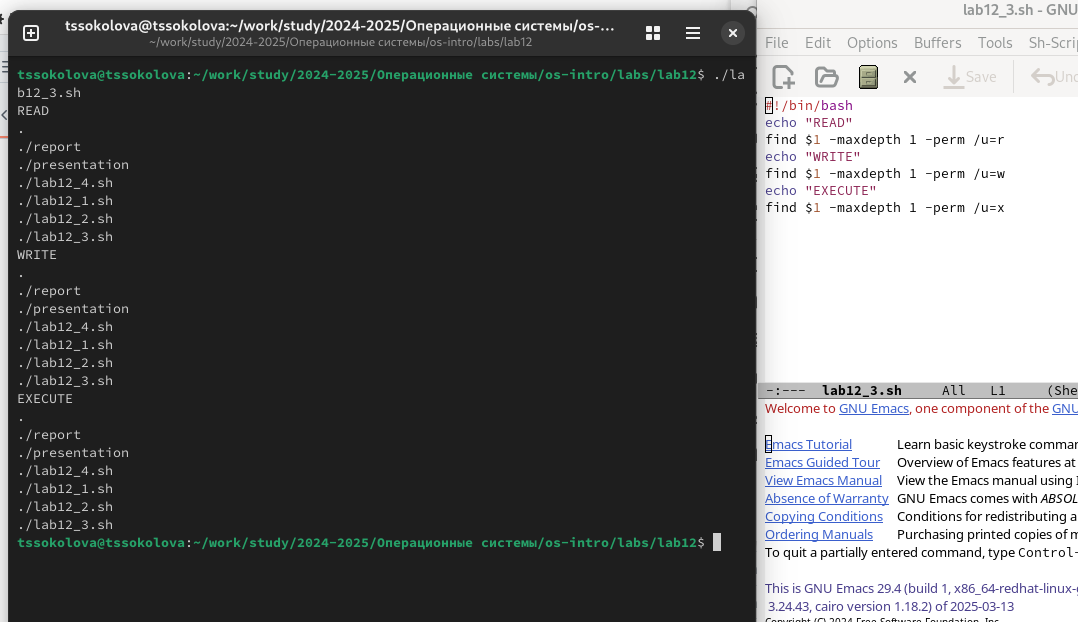 tssokolova@tssokolova:~/work/study/2024-2025/Операционные системы/os-…
~/work/study/2024-2025/Операционные системы/os-intro/labs/lab12
tssokolova@tssokolova:~/work/study/2024-2025/Операционные системы/os-intro/labs/lab12$ ./la
b12_3.sh
READ
.
./report
./presentation
./lab12_4.sh
./lab12_1.sh
./lab12_2.sh
./lab12_3.sh
WRITE
.
./report
./presentation
./lab12_4.sh
./lab12_1.sh
./lab12_2.sh
./lab12_3.sh
EXECUTE
.
./report
./presentation
./lab12_4.sh
./lab12_1.sh
./lab12_2.sh
./lab12_3.sh
tssokolova@tssokolova:~/work/study/2024-2025/Операционные системы/os-intro/labs/lab12$
lab12_3.sh - GNU
File Edit Options Buffers Tools Sh-Scri
Save Und
#!/bin/bash
echo "READ"
find $1 -maxdepth 1 -perm /u=r
echo "WRITE"
find $1 -maxdepth 1 -perm /u=w
echo "EXECUTE"
find $1 -maxdepth 1 -perm /u=x
-:--- lab12_3.sh All L1 (She
Welcome to GNU Emacs, one component of the GNU
Emacs Tutorial Learn basic keystroke comman
Emacs Guided Tour Overview of Emacs features at
View Emacs Manual View the Emacs manual using I
Absence of Warranty GNU Emacs comes with ABSOL
Copying Conditions Conditions for redistributing a
Ordering Manuals Purchasing printed copies of m
To quit a partially entered command, type Control-
This is GNU Emacs 29.4 (build 1, x86_64-redhat-linux-g
3.24.43, cairo version 1.18.2) of 2025-03-13
Copyright (C) 2024 Free Software Foundation, Inc.